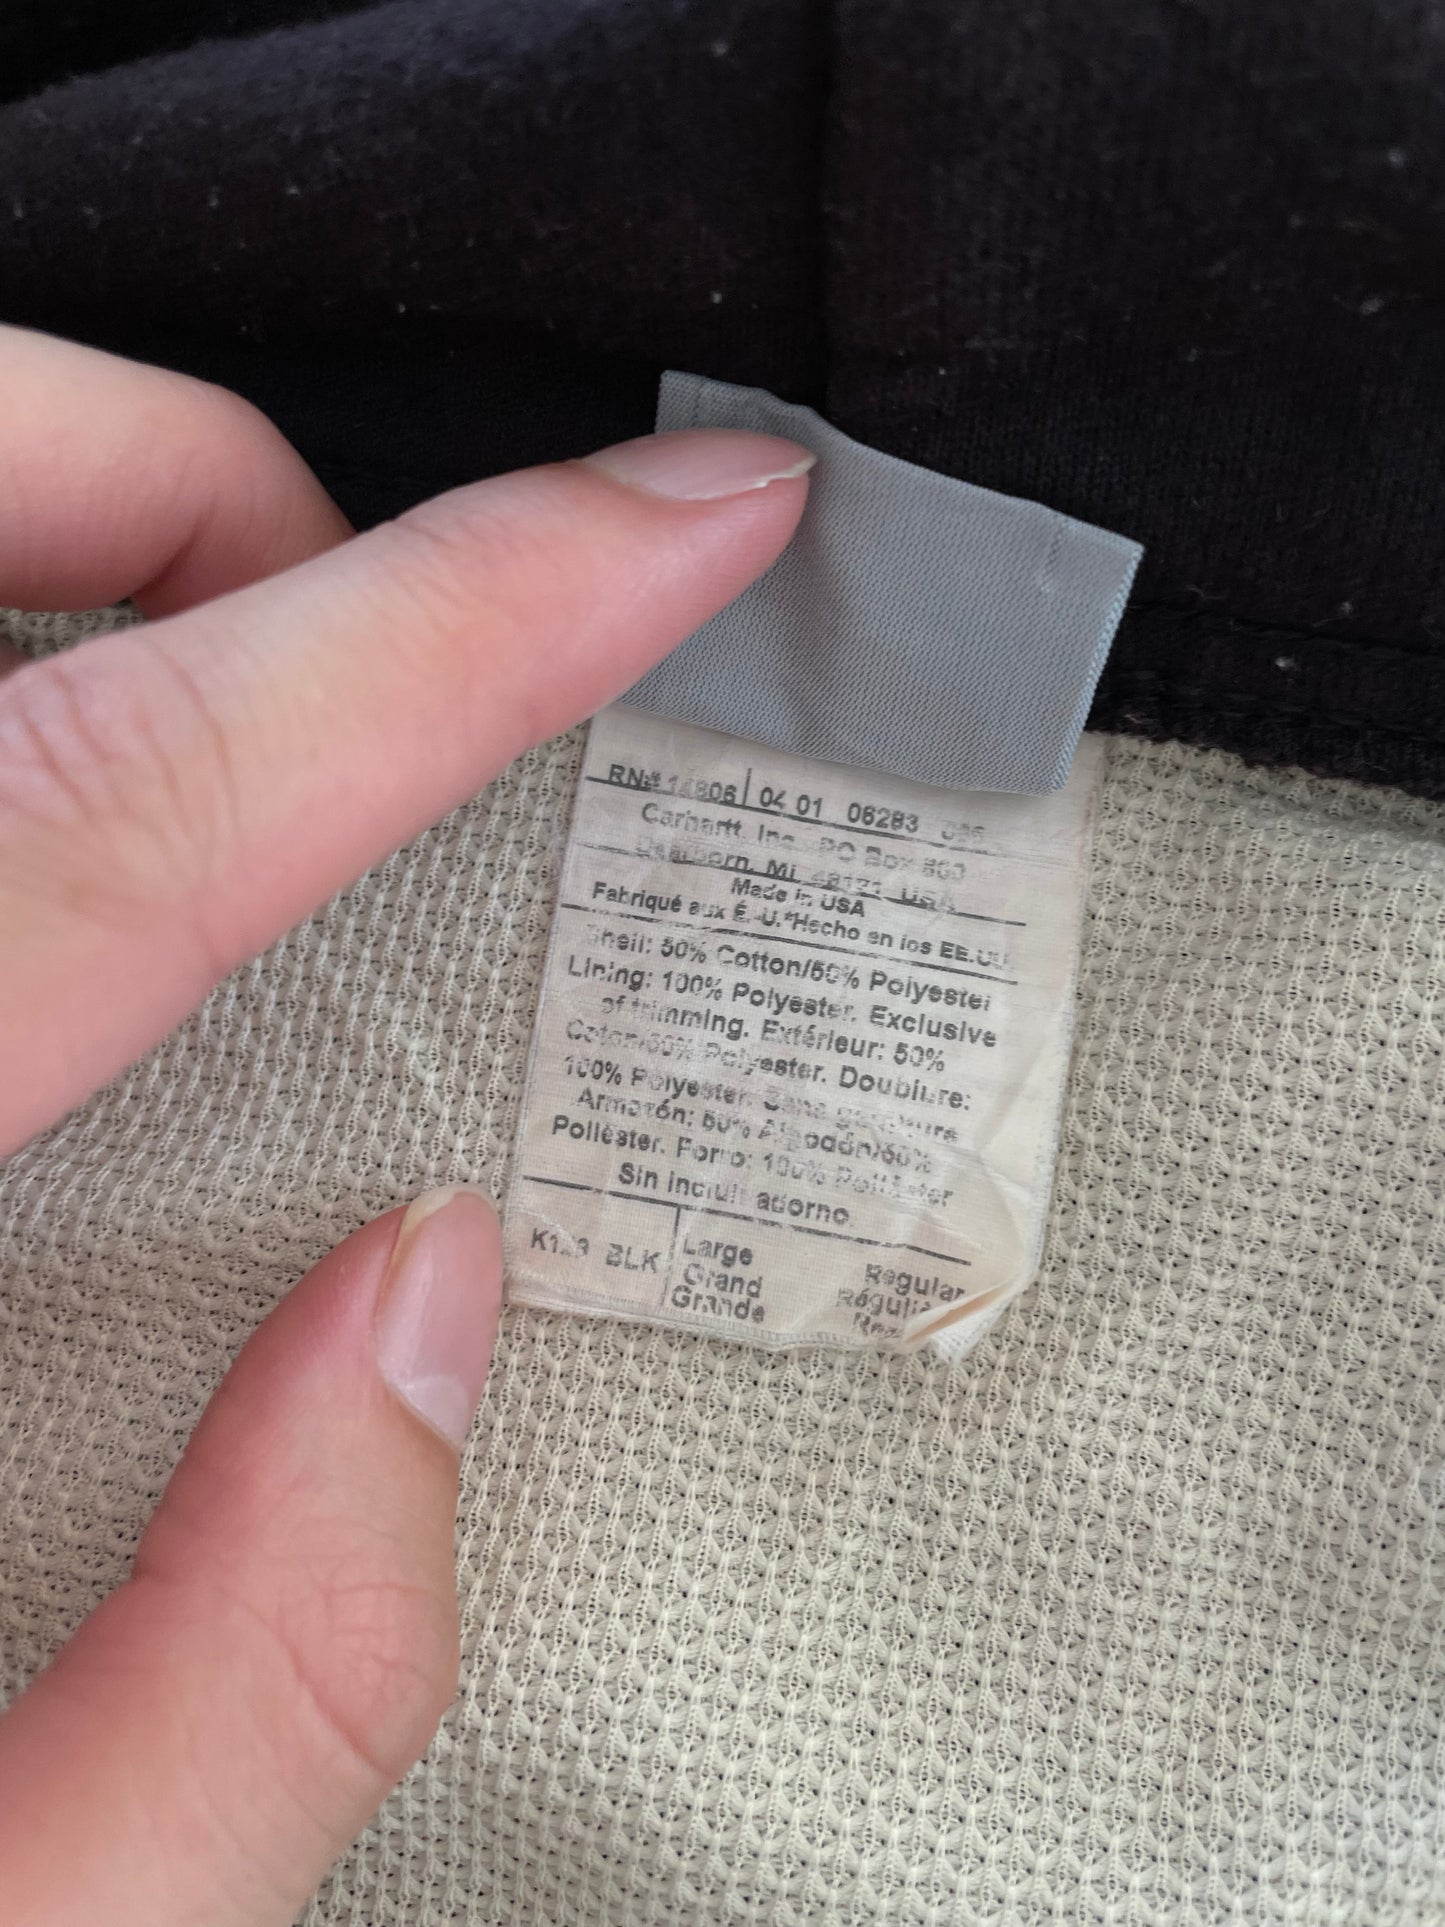 RN# 14806 04 01 06283
Carhartt, Inc. PO Box 600
Dearborn, MI 48121 USA
Made in USA
Fabriqué aux É.-U.*Hecho en los EE.UU.
Shell: 50% Cotton/50% Polyester
Lining: 100% Polyester. Exclusive
of trimming. Extérieur: 50%
Coton/50% Polyester. Doublure:
100% Polyester. Sans garniture
Armazón: 50% Algodón/50%
Poliéster. Forro: 100% Poliéster
Sin incluir adorno
BLK Large Regular
Grand
Grande